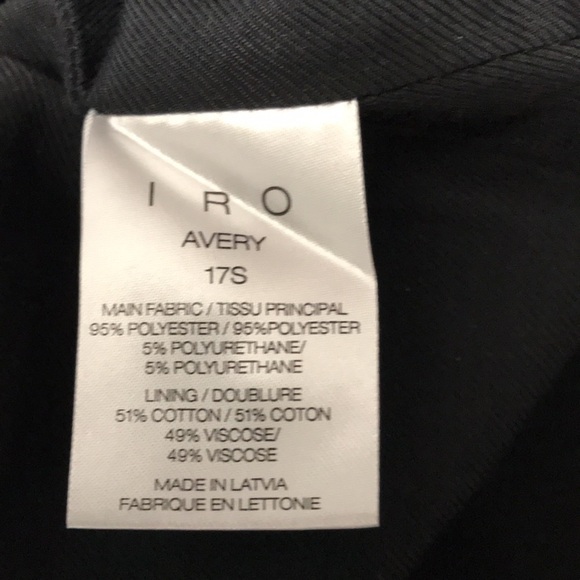 I R O
AVERY
17S
MAIN FABRIC / TISSU PRINCIPAL
95% POLYESTER / 95%POLYESTER
5% POLYURETHANE/
5% POLYURETHANE
LINING / DOUBLURE
51% COTTON / 51% COTON
49% VISCOSE/
49% VISCOSE
MADE IN LATVIA
FABRIQUE EN LETTONIE